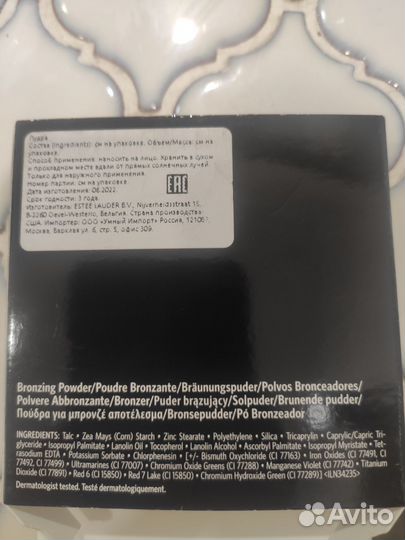 Пудра
Состав (Ingredients): см на упаковке. Объем/Масса: см на
упаковке.
Способ применения: наносить на лицо. Хранить в сухом
и прохладном месте вдали от прямых солнечных лучей.
Только для наружного применения.
Номер партии: см на упаковке
Дата изготовления: 08.2022.
Срок годности: 3 года.
Изготовитель: ESTEE LAUDER B.V., Nijverheidsstraat 15,
B-2260 Oevel-Westerlo, Бельгия. Страна производства:
США. Импортер: ООО «Умный Импорт» Россия, 121087,
Москва, Барклая ул. 6, стр. 5, офис 309.
EAC
Bronzing Powder/Poudre Bronzante/Bräunungspuder/Polvos Bronceadores/
Polvere Abbronzante/Bronzer/Puder brązujący/Solpuder/Brunende pudder/
Πούδρα για μπρονζέ αποτέλεσμα/Bronsepudder/Pó Bronzeador
INGREDIENTS: Talc • Zea Mays (Corn) Starch • Zinc Stearate • Polyethylene • Silica • Tricaprylin • Caprylic/Capric Tri-
glyceride • Isopropyl Palmitate • Lanolin Oil • Tocopherol • Lanolin Alcohol • Ascorbyl Palmitate • Isopropyl Myristate • Tet-
rasodium EDTA • Potassium Sorbate • Chlorphenesin • [+/- Bismuth Oxychloride (CI 77163) • Iron Oxides (CI 77491, CI
77492, CI 77499) • Ultramarines (CI 77007) • Chromium Oxide Greens (CI 77288) • Manganese Violet (CI 77742) • Titanium
Dioxide (CI 77891) • Red 6 (CI 15850) • Red 7 Lake (CI 15850) • Chromium Hydroxide Green (CI 77289)] <ILN34235>
Dermatologist tested. Testé dermatologiquement.
Avito